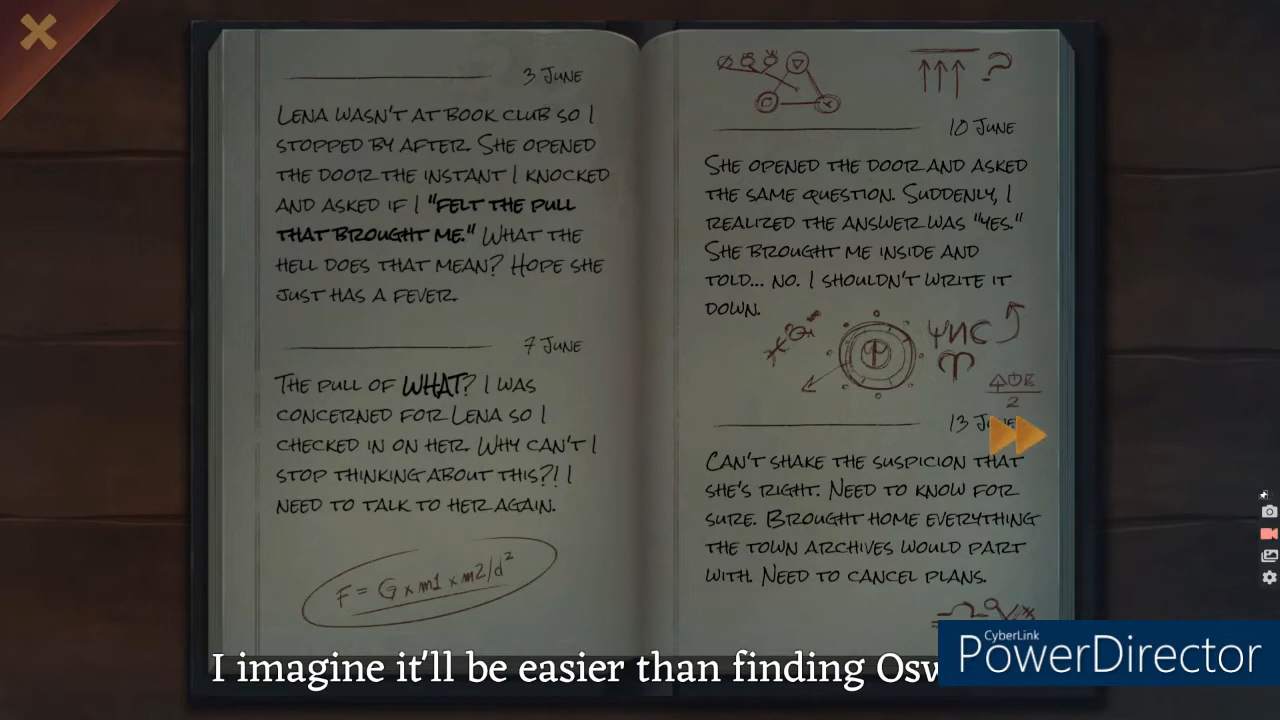 3 June
Lena wasn't at book club so I
stopped by after. She opened
the door the instant I knocked
and asked if I "felt the pull
that brought me." What the
hell does that mean? Hope she
just has a fever.
7 June
The pull of WHAT? I was
concerned for Lena so I
checked in on her. Why can't I
stop thinking about this?! I
need to talk to her again.
F = G x m1 x m2/d²
?
10 June
She opened the door and asked
the same question. Suddenly, I
realized the answer was "yes."
She brought me inside and
told... no. I shouldn't write it
down.
2
13 June
Can't shake the suspicion that
she's right. Need to know for
sure. Brought home everything
the town archives would part
with. Need to cancel plans.
I imagine it'll be easier than finding
CyberLink
PowerDirector